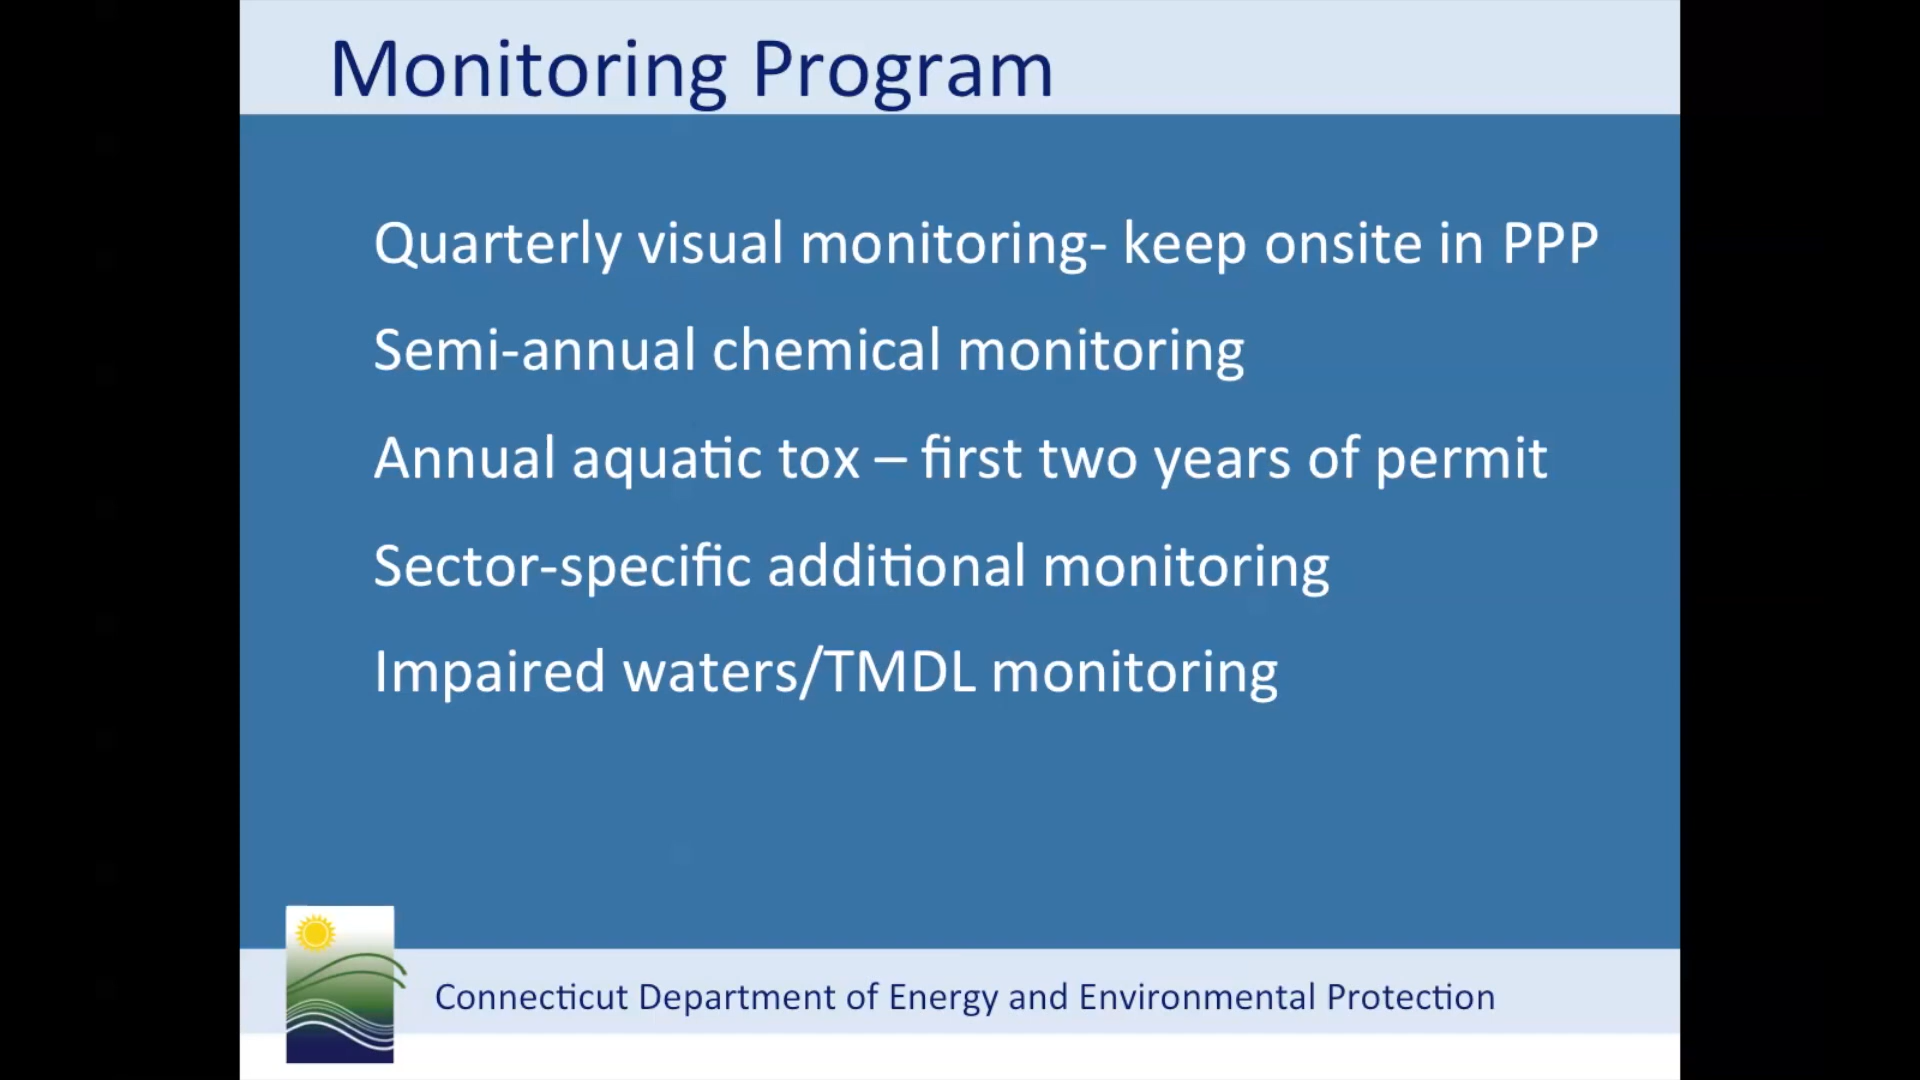 Monitoring Program
Quarterly visual monitoring- keep onsite in PPP
Semi-annual chemical monitoring
Annual aquatic tox – first two years of permit
Sector-specific additional monitoring
Impaired waters/TMDL monitoring
Connecticut Department of Energy and Environmental Protection